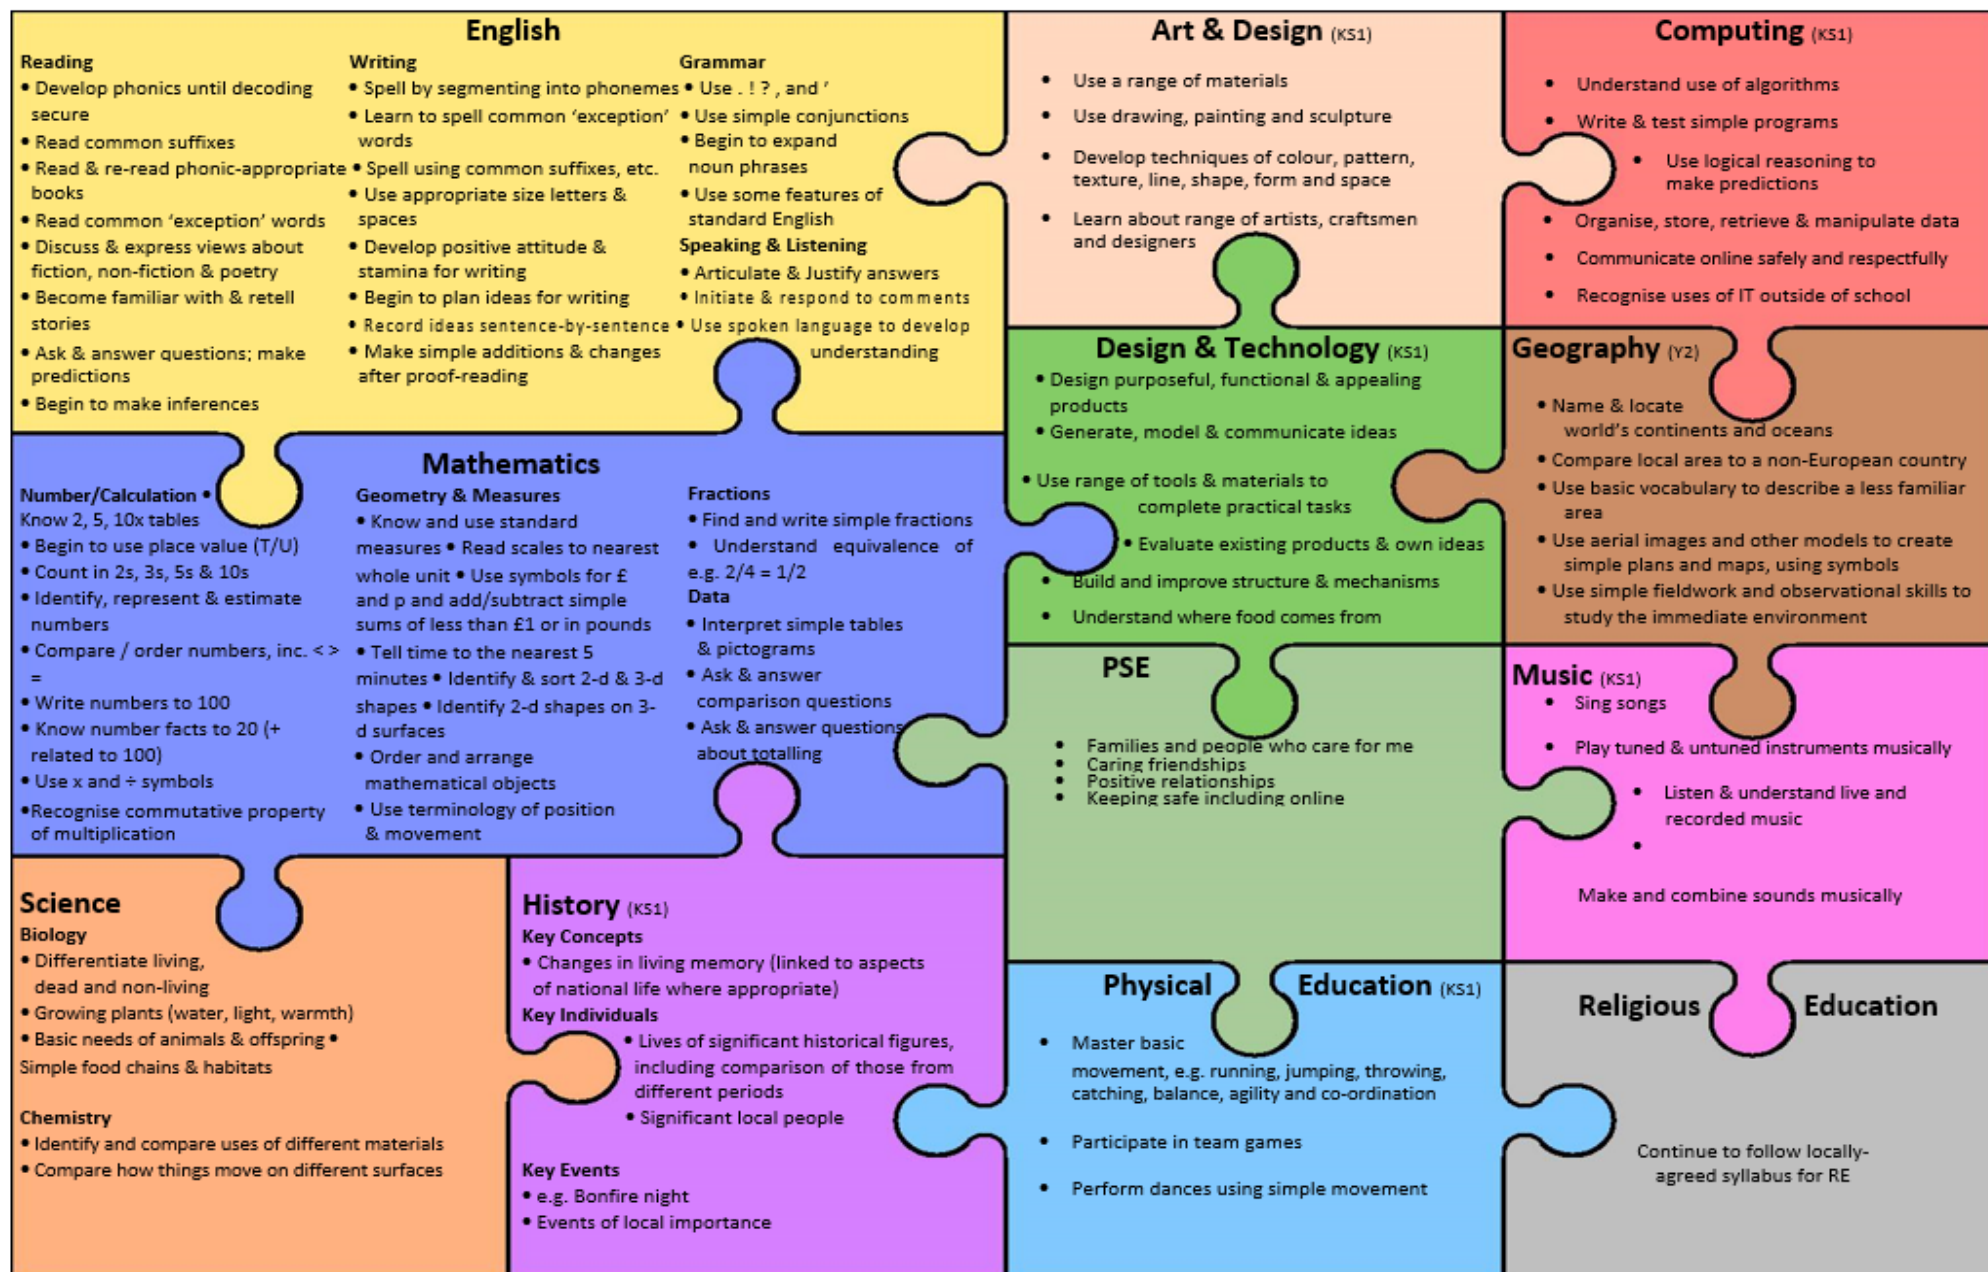 English
Reading
• Develop phonics until decoding
secure
• Read common suffixes
• Read & re-read phonic-appropriate
books
• Read common ‘exception’ words
• Discuss & express views about
fiction, non-fiction & poetry
• Become familiar with & retell
stories
• Ask & answer questions; make
predictions
• Begin to make inferences
Writing
• Spell by segmenting into phonemes
• Learn to spell common ‘exception’
words
• Spell using common suffixes, etc.
• Use appropriate size letters &
spaces
• Develop positive attitude &
stamina for writing
• Begin to plan ideas for writing
• Record ideas sentence-by-sentence
• Make simple additions & changes
after proof-reading
Grammar
• Use . ! ? , and ’
• Use simple conjunctions
• Begin to expand
noun phrases
• Use some features of
standard English
Speaking & Listening
• Articulate & Justify answers
• Initiate & respond to comments
• Use spoken language to develop
understanding
Art & Design (KS1)
• Use a range of materials
• Use drawing, painting and sculpture
• Develop techniques of colour, pattern,
texture, line, shape, form and space
• Learn about range of artists, craftsmen
and designers
Computing (KS1)
• Understand use of algorithms
• Write & test simple programs
• Use logical reasoning to
make predictions
• Organise, store, retrieve & manipulate data
• Communicate online safely and respectfully
• Recognise uses of IT outside of school
Mathematics
Number/Calculation •
Know 2, 5, 10x tables
• Begin to use place value (T/U)
• Count in 2s, 3s, 5s & 10s
• Identify, represent & estimate
numbers
• Compare / order numbers, inc. < >
=
• Write numbers to 100
• Know number facts to 20 (+
related to 100)
• Use x and ÷ symbols
•Recognise commutative property
of multiplication
Geometry & Measures
• Know and use standard
measures • Read scales to nearest
whole unit • Use symbols for £
and p and add/subtract simple
sums of less than £1 or in pounds
• Tell time to the nearest 5
minutes • Identify & sort 2-d & 3-d
shapes • Identify 2-d shapes on 3-
d surfaces
• Order and arrange
mathematical objects
• Use terminology of position
& movement
Fractions
• Find and write simple fractions
• Understand equivalence of
e.g. 2/4 = 1/2
Data
• Interpret simple tables
& pictograms
• Ask & answer
comparison questions
• Ask & answer questions
about totalling
Design & Technology (KS1)
• Design purposeful, functional & appealing
products
• Generate, model & communicate ideas
• Use range of tools & materials to
complete practical tasks
• Evaluate existing products & own ideas
• Build and improve structure & mechanisms
• Understand where food comes from
Geography (Y2)
• Name & locate
world’s continents and oceans
• Compare local area to a non-European country
• Use basic vocabulary to describe a less familiar
area
• Use aerial images and other models to create
simple plans and maps, using symbols
• Use simple fieldwork and observational skills to
study the immediate environment
PSE
• Families and people who care for me
• Caring friendships
• Positive relationships
• Keeping safe including online
Music (KS1)
• Sing songs
• Play tuned & untuned instruments musically
• Listen & understand live and
recorded music
•
Make and combine sounds musically
Science
Biology
• Differentiate living,
dead and non-living
• Growing plants (water, light, warmth)
• Basic needs of animals & offspring •
Simple food chains & habitats
Chemistry
• Identify and compare uses of different materials
• Compare how things move on different surfaces
History (KS1)
Key Concepts
• Changes in living memory (linked to aspects
of national life where appropriate)
Key Individuals
• Lives of significant historical figures,
including comparison of those from
different periods
• Significant local people
Key Events
• e.g. Bonfire night
• Events of local importance
Physical Education (KS1)
• Master basic
movement, e.g. running, jumping, throwing,
catching, balance, agility and co-ordination
• Participate in team games
• Perform dances using simple movement
Religious Education
Continue to follow locally-
agreed syllabus for RE